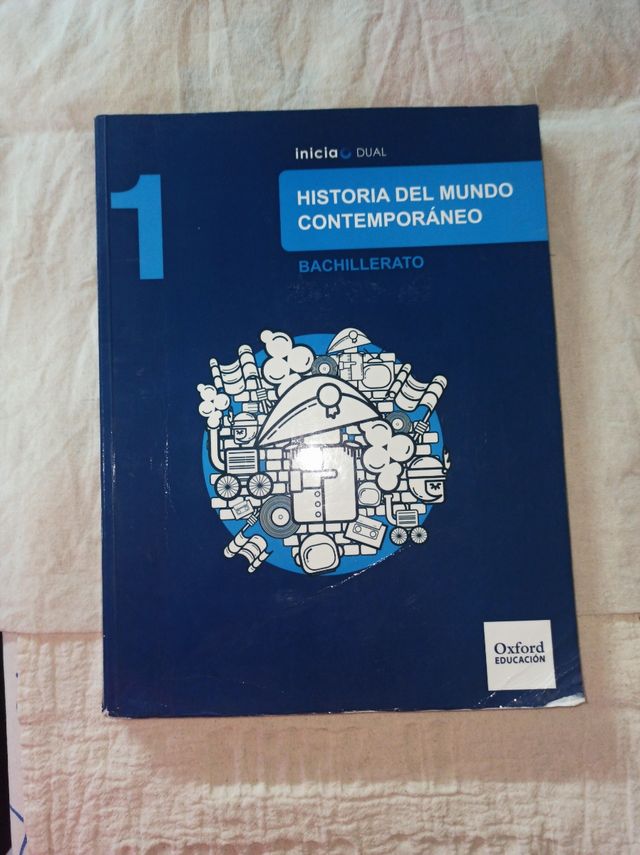 inicia DUAL
1
HISTORIA DEL MUNDO
CONTEMPORÁNEO
BACHILLERATO
Oxford
EDUCACIÓN